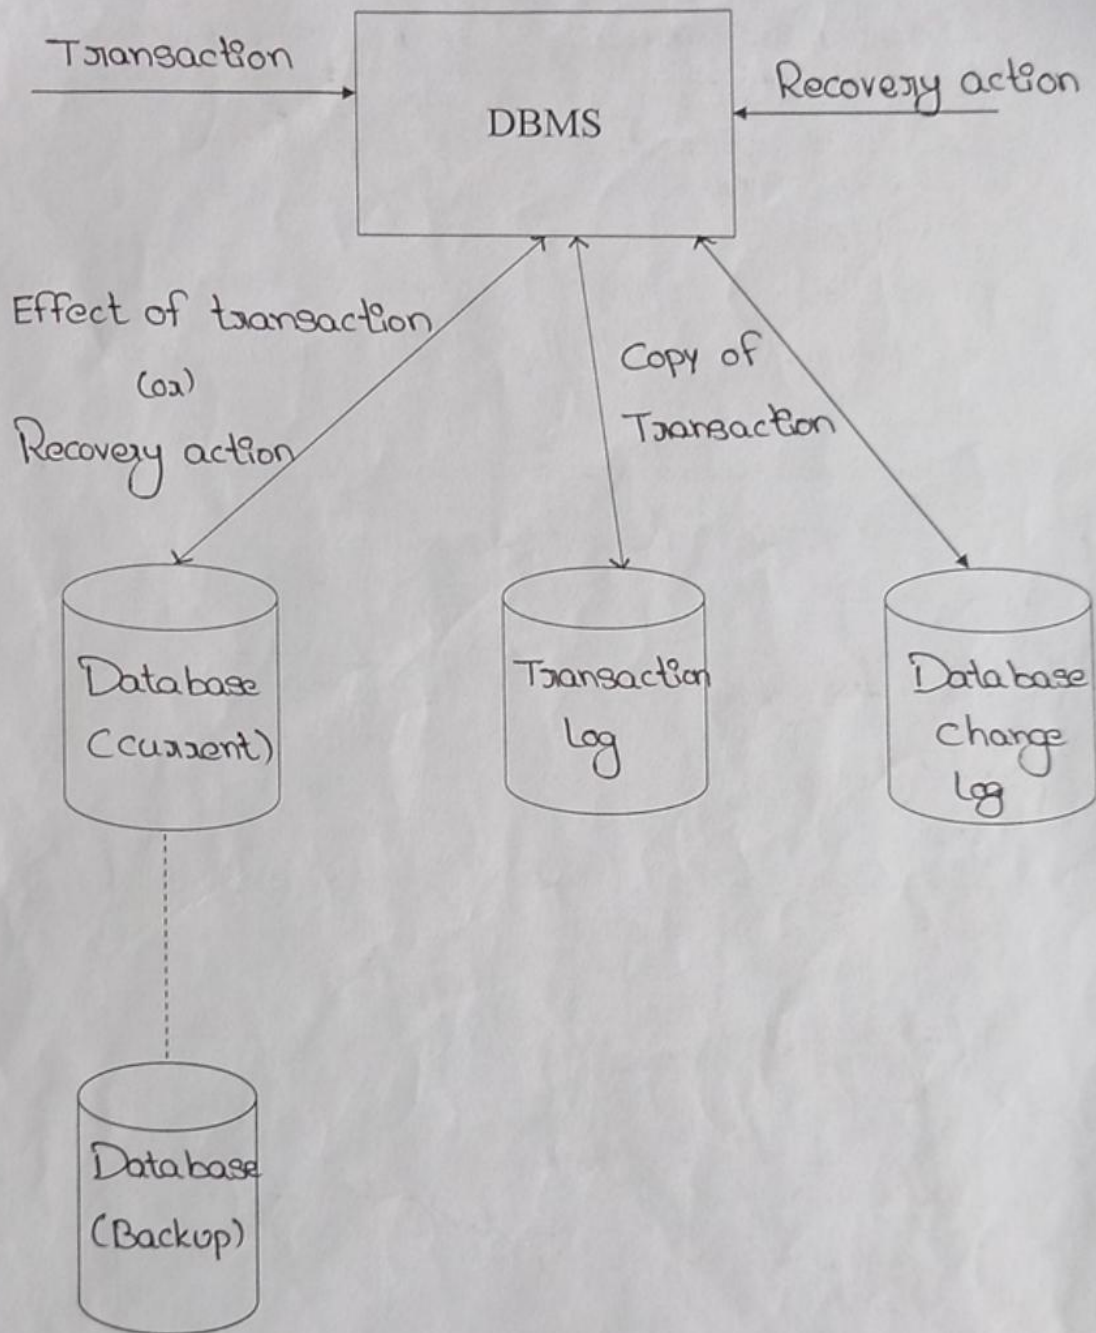 Transaction
Recovery action
DBMS
Effect of transaction
(or)
Recovery action
Copy of
Transaction
Database
(current)
Transaction
Log
Database
change
Log
Database
(Backup)